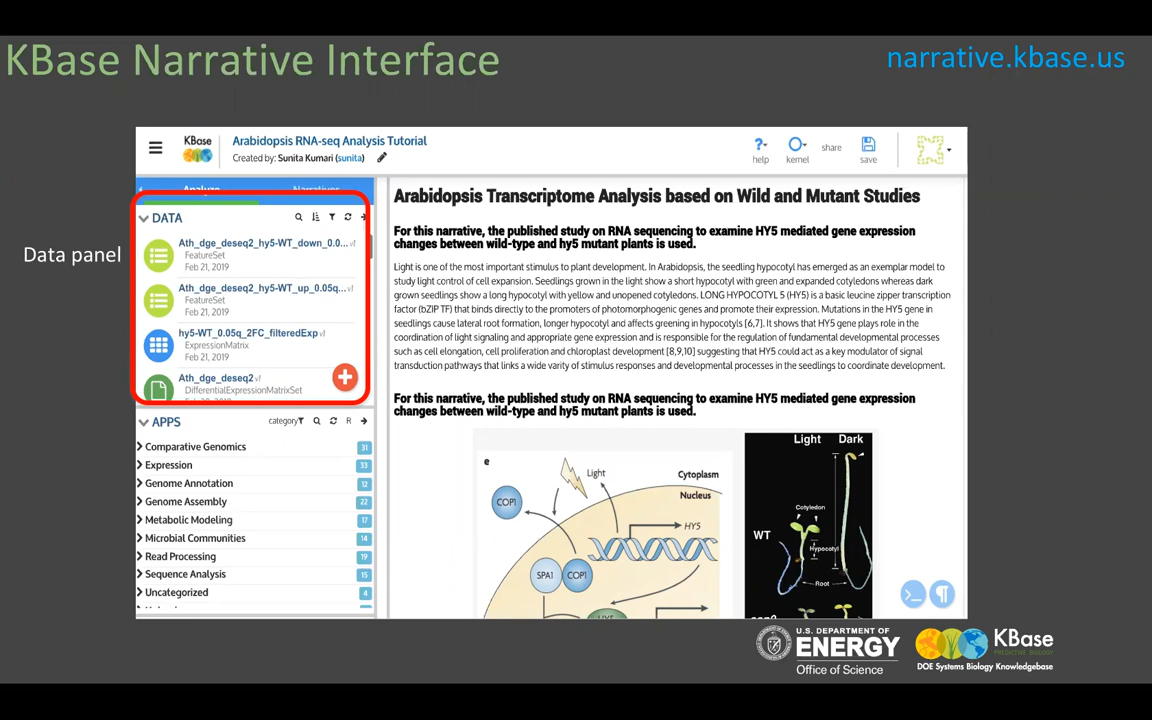 KBase Narrative Interface
narrative.kbase.us
KBase
Arabidopsis RNA-seq Analysis Tutorial
Created by: Sunita Kumari (sunita)
help
kernel
share
save
Analyze
Narratives
Data panel
DATA
Ath_dge_deseq2_hy5-WT_down_0.0...
FeatureSet
Feb 21, 2019
Ath_dge_deseq2_hy5-WT_up_0.05q...
FeatureSet
Feb 21, 2019
hy5-WT_0.05q_2FC_filteredExp v1
ExpressionMatrix
Feb 21, 2019
Ath_dge_deseq2 v1
DifferentialExpressionMatrixSet
APPS
category
R
Comparative Genomics 31
Expression 33
Genome Annotation 12
Genome Assembly 22
Metabolic Modeling 17
Microbial Communities 14
Read Processing 19
Sequence Analysis 15
Uncategorized 4
Arabidopsis Transcriptome Analysis based on Wild and Mutant Studies
For this narrative, the published study on RNA sequencing to examine HY5 mediated gene expression
changes between wild-type and hy5 mutant plants is used.
Light is one of the most important stimulus to plant development. In Arabidopsis, the seedling hypocotyl has emerged as an exemplar model to
study light control of cell expansion. Seedlings grown in the light show a short hypocotyl with green and expanded cotyledons whereas dark
grown seedlings show a long hypocotyl with yellow and unopened cotyledons. LONG HYPOCOTYL 5 (HY5) is a basic leucine zipper transcription
factor (bZIP TF) that binds directly to the promoters of photomorphogenic genes and promote their expression. Mutations in the HY5 gene in
seedlings cause lateral root formation, longer hypocotyl and affects greening in hypocotyls [6,7]. It shows that HY5 gene plays role in the
coordination of light signaling and appropriate gene expression and is responsible for the regulation of fundamental developmental processes
such as cell elongation, cell proliferation and chloroplast development [8,9,10] suggesting that HY5 could act as a key modulator of signal
transduction pathways that links a wide varity of stimulus responses and developmental processes in the seedlings to coordinate development.
For this narrative, the published study on RNA sequencing to examine HY5 mediated gene expression
changes between wild-type and hy5 mutant plants is used.
e
Light
Cytoplasm
Nucleus
COP1
HY5
SPA1
COP1
Light
Dark
Cotyledon
WT
Hypocotyl
Root
U.S. DEPARTMENT OF
ENERGY
Office of Science
KBase
PREDICTIVE BIOLOGY
DOE Systems Biology Knowledgebase